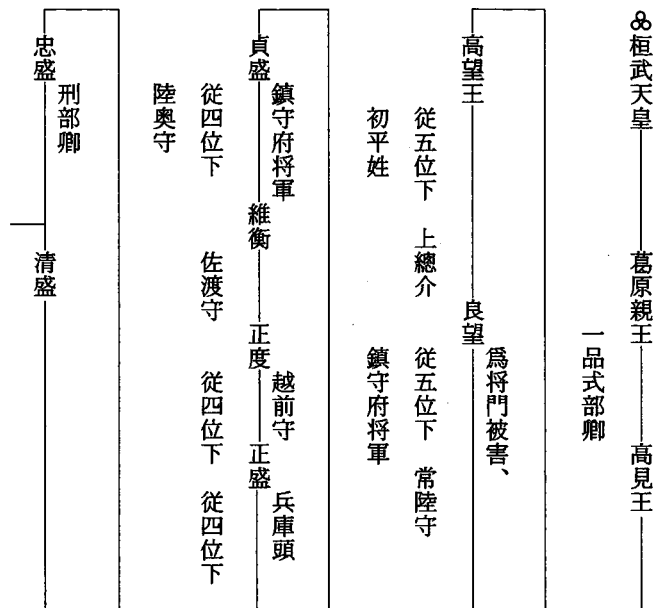 桓武天皇
葛原親王
一品式部卿
高見王
高望王
従五位下 上總介
初平姓
良望
爲将門被害、
従五位下 常陸守
鎮守府将軍
貞盛
鎮守府将軍
従四位下
陸奥守
維衡
佐渡守
正度
越前守
従四位下
正盛
兵庫頭
従四位下
忠盛
刑部卿
清盛